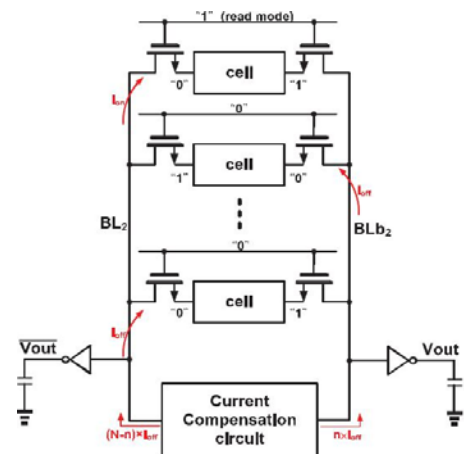 "1" (read mode)
cell
"0" "1"
Ion
"0"
cell
"1" "0"
Ioff
BL2 BLb2
"0"
cell
"0" "1"
Ioff
Vout Vout
Current
Compensation
circuit
(N-n)×Ioff n×Ioff